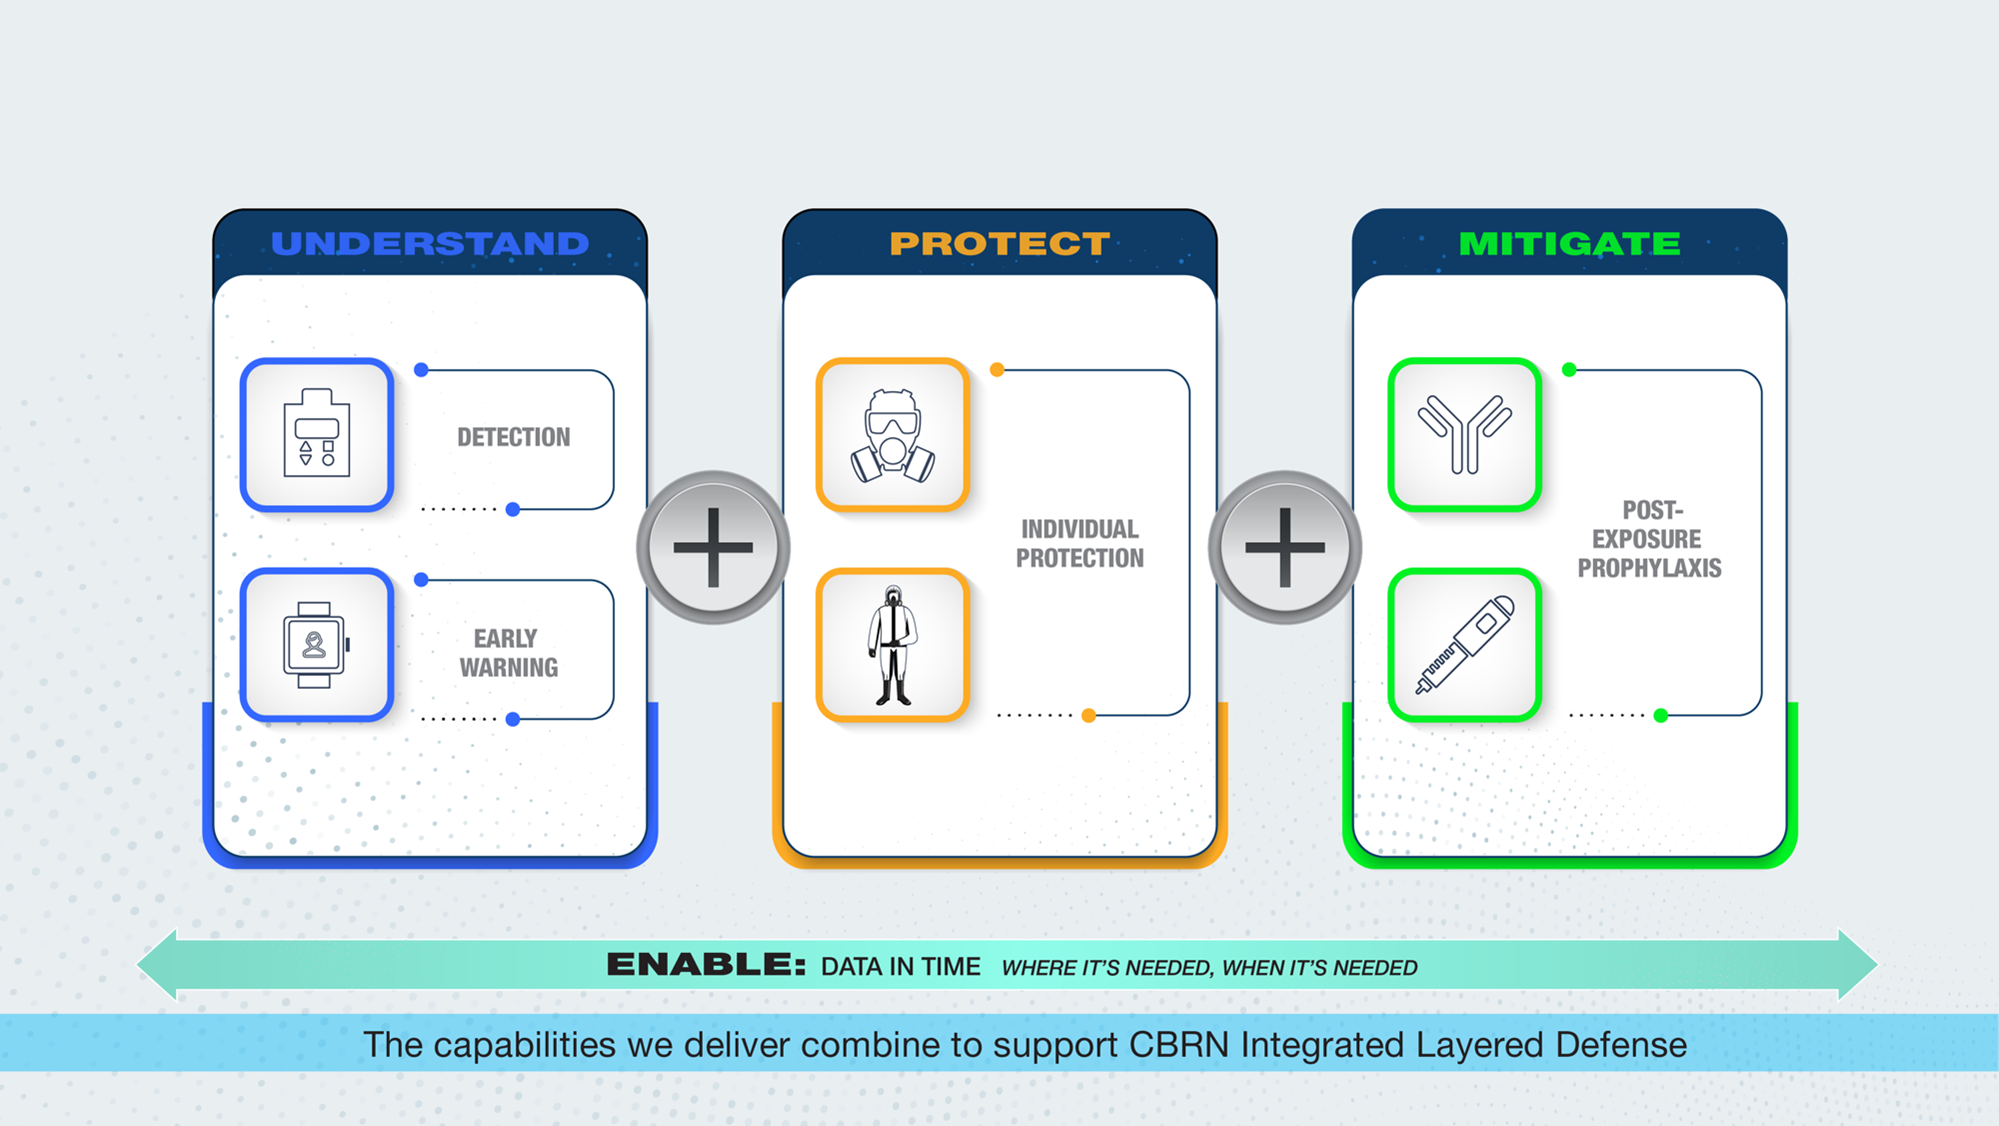 UNDERSTAND
DETECTION
EARLY
WARNING
PROTECT
INDIVIDUAL
PROTECTION
MITIGATE
POST-
EXPOSURE
PROPHYLAXIS
ENABLE: DATA IN TIME WHERE IT'S NEEDED, WHEN IT'S NEEDED
The capabilities we deliver combine to support CBRN Integrated Layered Defense